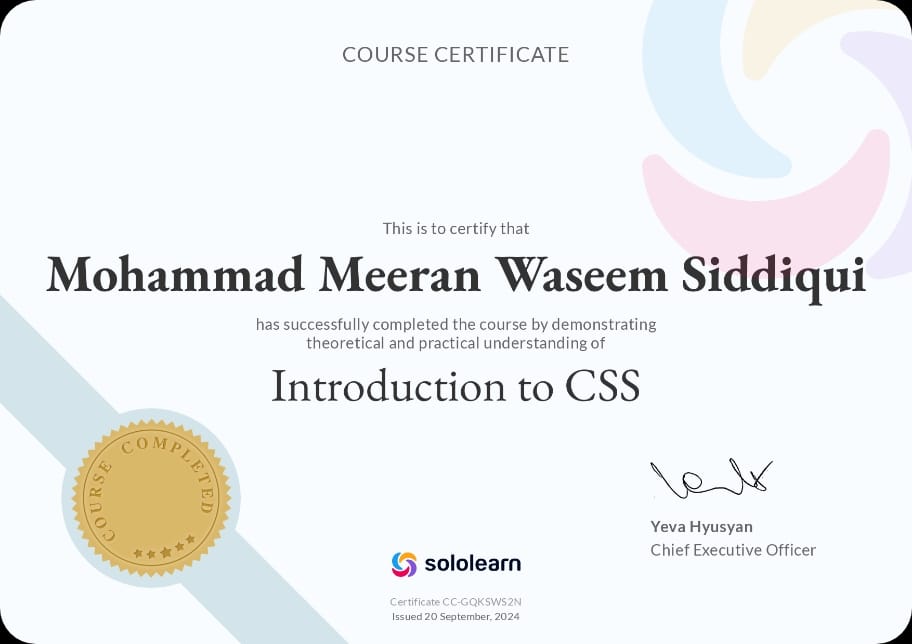 COURSE CERTIFICATE
This is to certify that
Mohammad Meeran Waseem Siddiqui
has successfully completed the course by demonstrating
theoretical and practical understanding of
Introduction to CSS
COURSE COMPLETED
Yeva Hyusyan
Chief Executive Officer
sololearn
Certificate CC-GQKSWS2N
Issued 20 September, 2024